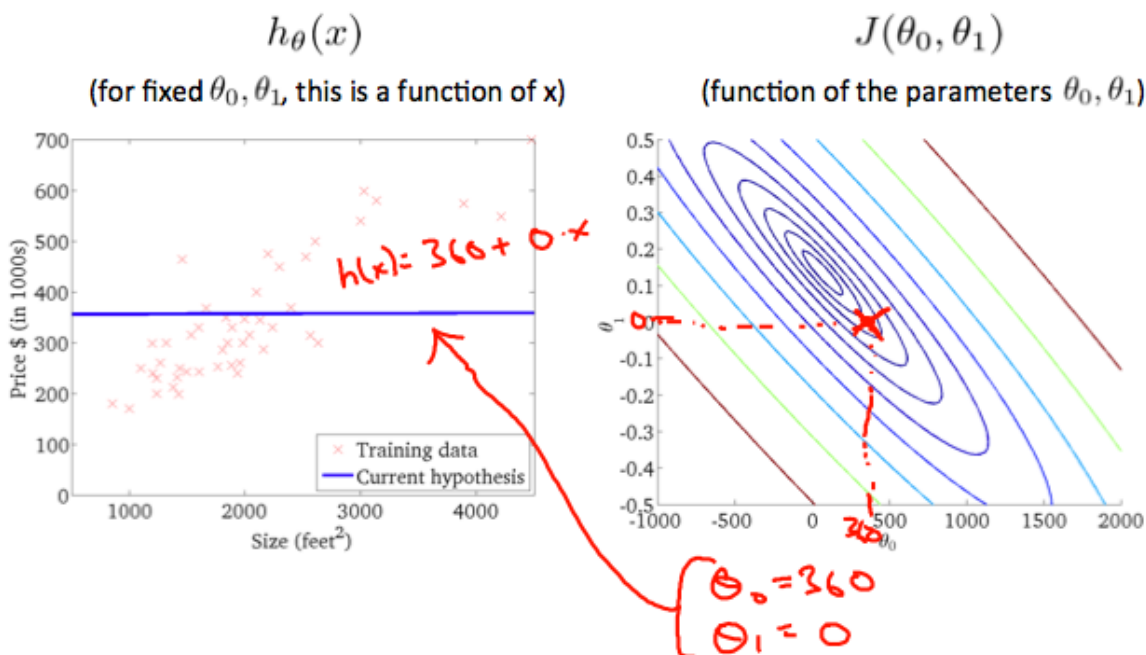 hθ(x)
(for fixed θ₀, θ₁, this is a function of x)
700
600
500
400
300
200
100
0
Price $ (in 1000s)
h(x) = 360 + 0·x
× Training data
Current hypothesis
1000
2000
3000
4000
Size (feet²)
J(θ₀, θ₁)
(function of the parameters θ₀, θ₁)
0.5
0.4
0.3
0.2
0.1
0
-0.1
-0.2
-0.3
-0.4
-0.5
θ₁
0
-1000
-500
0
500
1000
1500
2000
360
θ₀
θ₀ = 360
θ₁ = 0